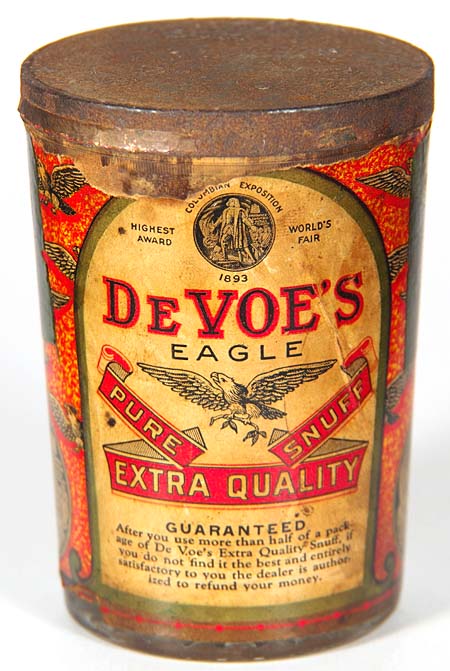 COLUMBIAN EXPOSITION
HIGHEST AWARD
WORLD'S FAIR
1893
DEVOE'S
EAGLE
PURE SNUFF
EXTRA QUALITY
GUARANTEED
After you use more than half of a pack-
age of De Voe's Extra Quality Snuff, if
you do not find it the best and entirely
satisfactory to you the dealer is author-
ized to refund your money.